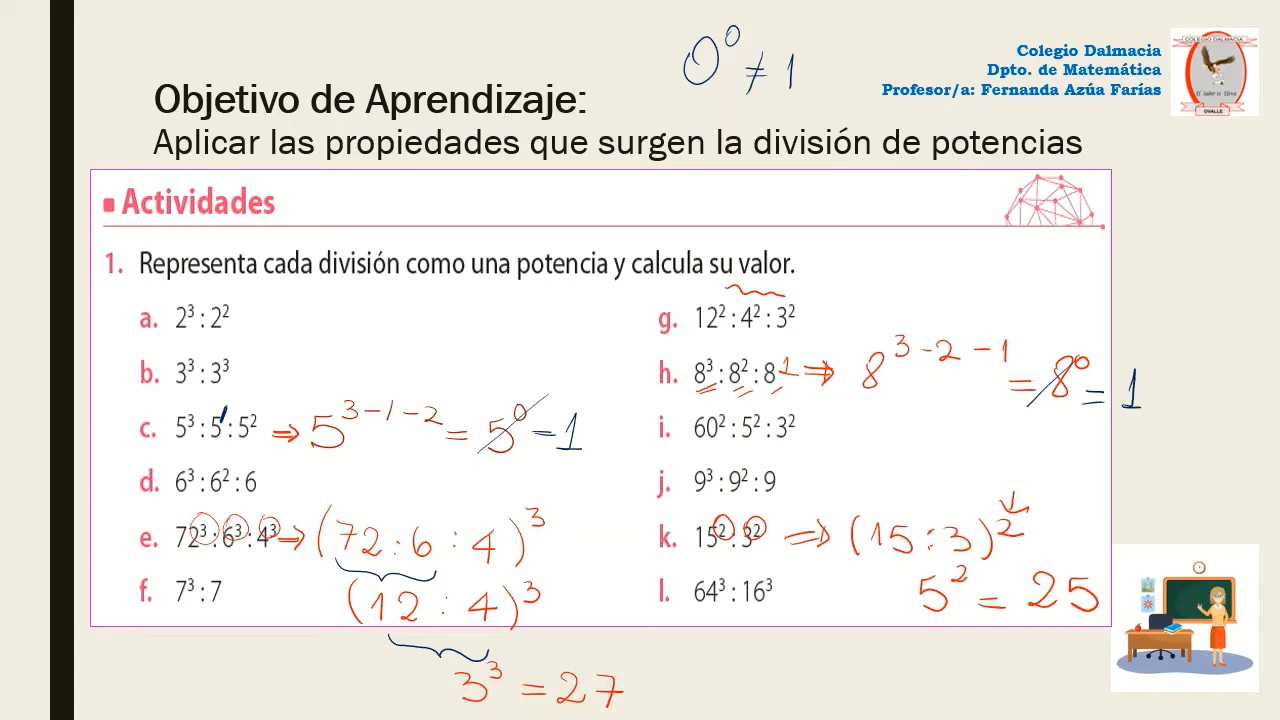 0⁰ ≠ 1
Colegio Dalmacia
Dpto. de Matemática
Profesor/a: Fernanda Azúa Farías
COLEGIO DALMACIA
OVALLE
Objetivo de Aprendizaje:
Aplicar las propiedades que surgen la división de potencias
Actividades
1. Representa cada división como una potencia y calcula su valor.
a. 2³ : 2²
b. 3³ : 3³
c. 5³ : 5¹ : 5² ⇒ 5³⁻¹⁻² = 5⁰ = 1
d. 6³ : 6² : 6
e. 72³ : 6³ : 4³ ⇒ (72 : 6 : 4)³
f. 7³ : 7
(12 : 4)³
3³ = 27
g. 12² : 4² : 3²
h. 8³ : 8² : 8¹ ⇒ 8³⁻²⁻¹ = 8⁰ = 1
i. 60² : 5² : 3²
j. 9³ : 9² : 9
k. 15² : 3² ⇒ (15 : 3)²
l. 64³ : 16³
5² = 25